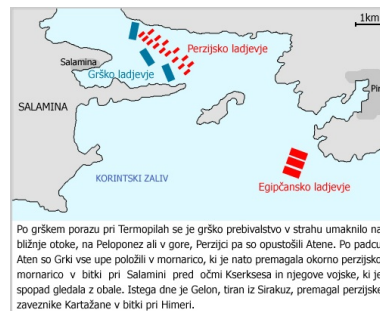 1km
Perzijsko ladjevje
Salamina
Grško ladjevje
Pir
SALAMINA
KORINTSKI ZALIV
Egipčansko ladjevje
Po grškem porazu pri Termopilah se je grško prebivalstvo v strahu umaknilo na
bližnje otoke, na Peloponez ali v gore, Perzijci pa so opustošili Atene. Po padcu
Aten so Grki vse upe položili v mornarico, ki je nato premagala okorno perzijsko
mornarico v bitki pri Salamini pred očmi Kserksesa in njegove vojske, ki je
spopad gledala z obale. Istega dne je Gelon, tiran iz Sirakuz, premagal perzijske
zaveznike Kartažane v bitki pri Himeri.